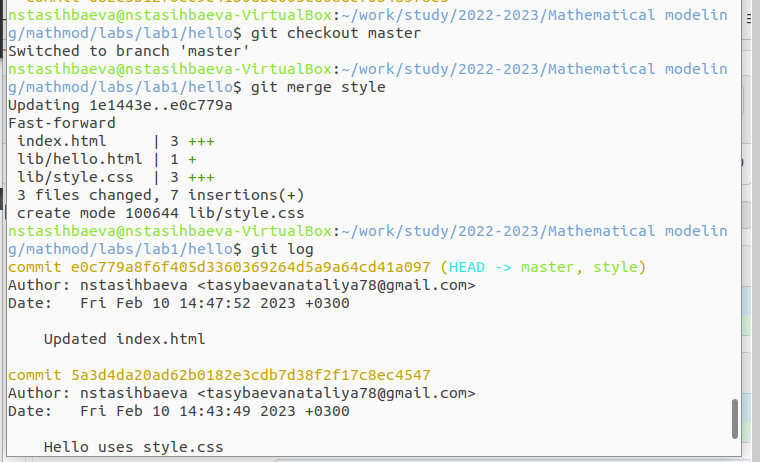 nstasihbaeva@nstasihbaeva-VirtualBox:~/work/study/2022-2023/Mathematical modelin
g/mathmod/labs/lab1/hello$ git checkout master
Switched to branch 'master'
nstasihbaeva@nstasihbaeva-VirtualBox:~/work/study/2022-2023/Mathematical modelin
g/mathmod/labs/lab1/hello$ git merge style
Updating 1e1443e..e0c779a
Fast-forward
 index.html     | 3 +++
 lib/hello.html | 1 +
 lib/style.css  | 3 +++
 3 files changed, 7 insertions(+)
 create mode 100644 lib/style.css
nstasihbaeva@nstasihbaeva-VirtualBox:~/work/study/2022-2023/Mathematical modelin
g/mathmod/labs/lab1/hello$ git log
commit e0c779a8f6f405d3360369264d5a9a64cd41a097 (HEAD -> master, style)
Author: nstasihbaeva <tasybaevanataliya78@gmail.com>
Date:   Fri Feb 10 14:47:52 2023 +0300

    Updated index.html

commit 5a3d4da20ad62b0182e3cdb7d38f2f17c8ec4547
Author: nstasihbaeva <tasybaevanataliya78@gmail.com>
Date:   Fri Feb 10 14:43:49 2023 +0300

    Hello uses style.css